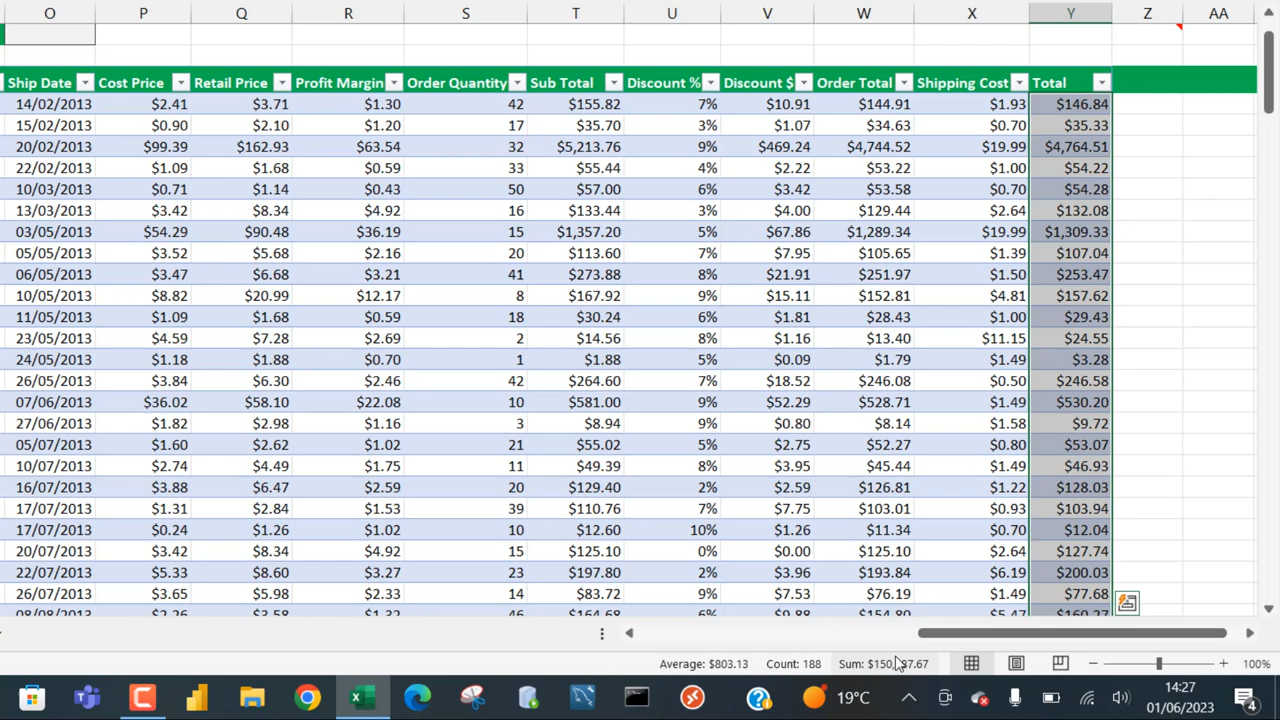 O P Q R S T U V W X Y Z AA
Ship Date Cost Price Retail Price Profit Margin Order Quantity Sub Total Discount % Discount $ Order Total Shipping Cost Total
14/02/2013 $2.41 $3.71 $1.30 42 $155.82 7% $10.91 $144.91 $1.93 $146.84
15/02/2013 $0.90 $2.10 $1.20 17 $35.70 3% $1.07 $34.63 $0.70 $35.33
20/02/2013 $99.39 $162.93 $63.54 32 $5,213.76 9% $469.24 $4,744.52 $19.99 $4,764.51
22/02/2013 $1.09 $1.68 $0.59 33 $55.44 4% $2.22 $53.22 $1.00 $54.22
10/03/2013 $0.71 $1.14 $0.43 50 $57.00 6% $3.42 $53.58 $0.70 $54.28
13/03/2013 $3.42 $8.34 $4.92 16 $133.44 3% $4.00 $129.44 $2.64 $132.08
03/05/2013 $54.29 $90.48 $36.19 15 $1,357.20 5% $67.86 $1,289.34 $19.99 $1,309.33
05/05/2013 $3.52 $5.68 $2.16 20 $113.60 7% $7.95 $105.65 $1.39 $107.04
06/05/2013 $3.47 $6.68 $3.21 41 $273.88 8% $21.91 $251.97 $1.50 $253.47
10/05/2013 $8.82 $20.99 $12.17 8 $167.92 9% $15.11 $152.81 $4.81 $157.62
11/05/2013 $1.09 $1.68 $0.59 18 $30.24 6% $1.81 $28.43 $1.00 $29.43
23/05/2013 $4.59 $7.28 $2.69 2 $14.56 8% $1.16 $13.40 $11.15 $24.55
24/05/2013 $1.18 $1.88 $0.70 1 $1.88 5% $0.09 $1.79 $1.49 $3.28
26/05/2013 $3.84 $6.30 $2.46 42 $264.60 7% $18.52 $246.08 $0.50 $246.58
07/06/2013 $36.02 $58.10 $22.08 10 $581.00 9% $52.29 $528.71 $1.49 $530.20
27/06/2013 $1.82 $2.98 $1.16 3 $8.94 9% $0.80 $8.14 $1.58 $9.72
05/07/2013 $1.60 $2.62 $1.02 21 $55.02 5% $2.75 $52.27 $0.80 $53.07
10/07/2013 $2.74 $4.49 $1.75 11 $49.39 8% $3.95 $45.44 $1.49 $46.93
16/07/2013 $3.88 $6.47 $2.59 20 $129.40 2% $2.59 $126.81 $1.22 $128.03
17/07/2013 $1.31 $2.84 $1.53 39 $110.76 7% $7.75 $103.01 $0.93 $103.94
17/07/2013 $0.24 $1.26 $1.02 10 $12.60 10% $1.26 $11.34 $0.70 $12.04
20/07/2013 $3.42 $8.34 $4.92 15 $125.10 0% $0.00 $125.10 $2.64 $127.74
22/07/2013 $5.33 $8.60 $3.27 23 $197.80 2% $3.96 $193.84 $6.19 $200.03
26/07/2013 $3.65 $5.98 $2.33 14 $83.72 9% $7.53 $76.19 $1.49 $77.68
08/08/2013 $2.26 $3.58 $1.32 46 $164.68 6% $9.88 $154.80 $5.47 $160.27
Average: $803.13 Count: 188 Sum: 100%
19°C 14:27
01/06/2023 4